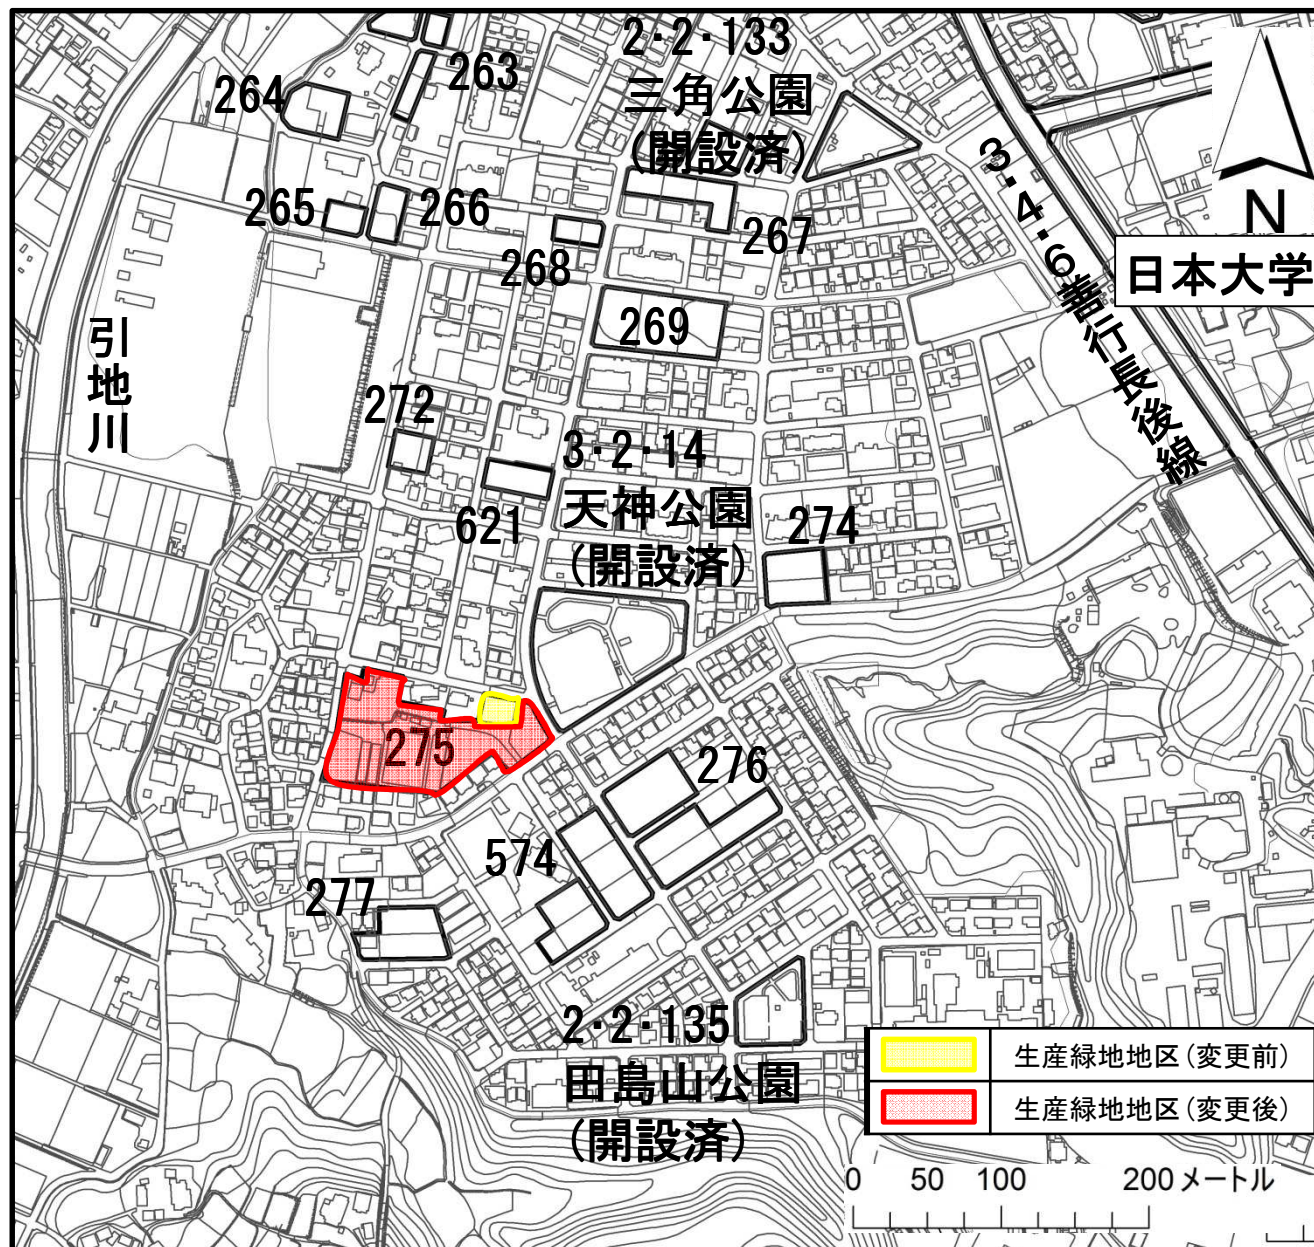 2・2・133
三角公園
(開設済)
263
264
265
266
267
268
269
N
日本大学
3・4・6善行長後線
引地川
272
3・2・14
天神公園
(開設済)
621
274
275
276
574
277
2・2・135
田島山公園
(開設済)
生産緑地地区(変更前)
生産緑地地区(変更後)
0 50 100 200メートル